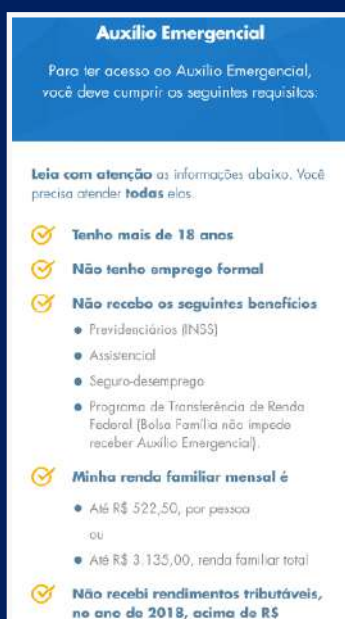 Auxílio Emergencial
Para ter acesso ao Auxílio Emergencial,
você deve cumprir os seguintes requisitos:
Leia com atenção as informações abaixo. Você
precisa atender todas elas.
Tenho mais de 18 anos
Não tenho emprego formal
Não recebo os seguintes benefícios
Previdenciários (INSS)
Assistencial
Seguro-desemprego
Programa de Transferência de Renda
Federal (Bolsa Família não impede
receber Auxílio Emergencial).
Minha renda familiar mensal é
Até R$ 522,50, por pessoa
ou
Até R$ 3.135,00, renda familiar total
Não recebi rendimentos tributáveis,
no ano de 2018, acima de R$